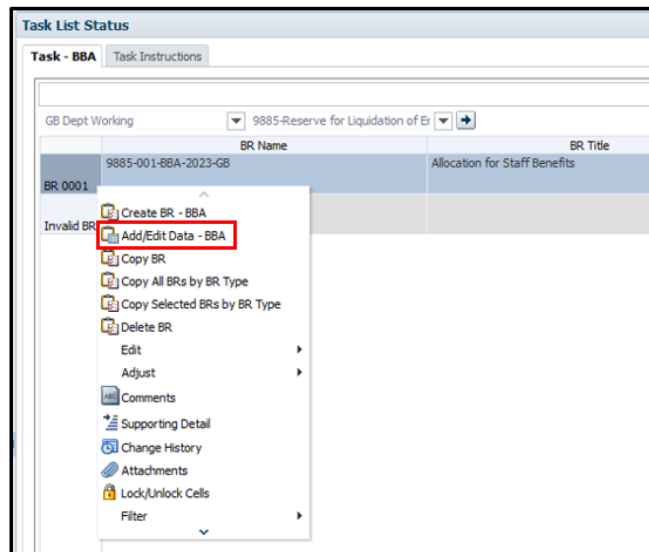 Task List Status
Task - BBA Task Instructions
GB Dept Working 9885-Reserve for Liquidation of Er
BR Name BR Title
9885-001-BBA-2023-GB Allocation for Staff Benefits
BR 0001
Invalid BR
Create BR - BBA
Add/Edit Data - BBA
Copy BR
Copy All BRs by BR Type
Copy Selected BRs by BR Type
Delete BR
Edit
Adjust
Comments
Supporting Detail
Change History
Attachments
Lock/Unlock Cells
Filter